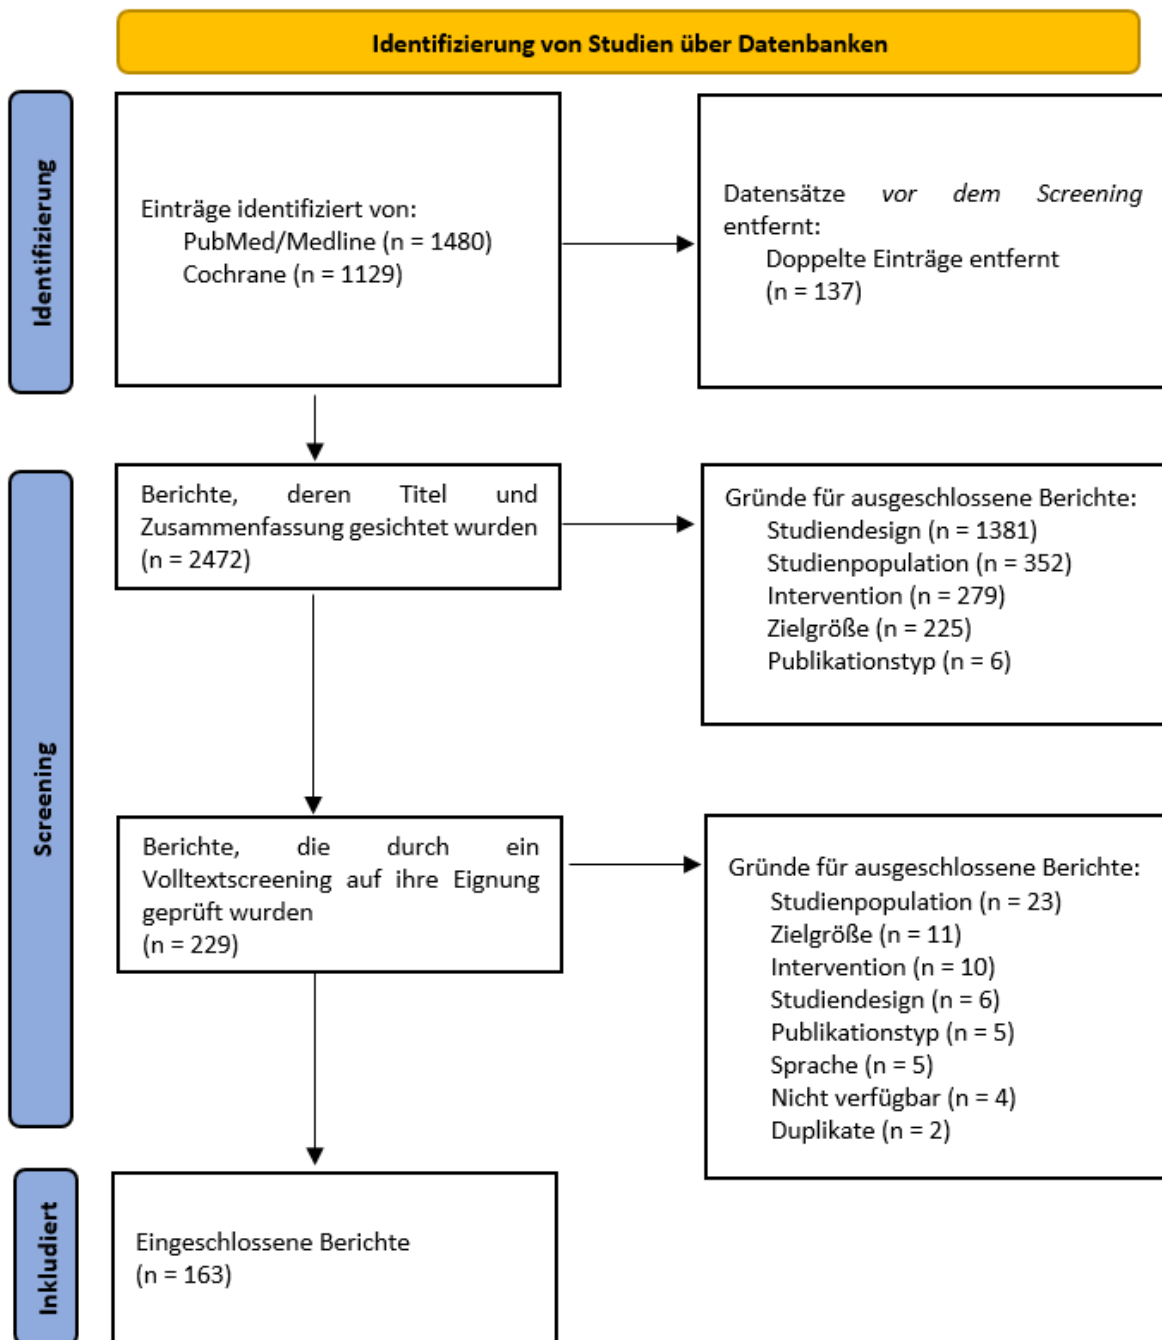 Identifizierung von Studien über Datenbanken
Identifizierung
Einträge identifiziert von:
PubMed/Medline (n = 1480)
Cochrane (n = 1129)
Datensätze vor dem Screening
entfernt:
Doppelte Einträge entfernt
(n = 137)
Screening
Berichte, deren Titel und
Zusammenfassung gesichtet wurden
(n = 2472)
Gründe für ausgeschlossene Berichte:
Studiendesign (n = 1381)
Studienpopulation (n = 352)
Intervention (n = 279)
Zielgröße (n = 225)
Publikationstyp (n = 6)
Berichte, die durch ein
Volltextscreening auf ihre Eignung
geprüft wurden
(n = 229)
Gründe für ausgeschlossene Berichte:
Studienpopulation (n = 23)
Zielgröße (n = 11)
Intervention (n = 10)
Studiendesign (n = 6)
Publikationstyp (n = 5)
Sprache (n = 5)
Nicht verfügbar (n = 4)
Duplikate (n = 2)
Inkludiert
Eingeschlossene Berichte
(n = 163)